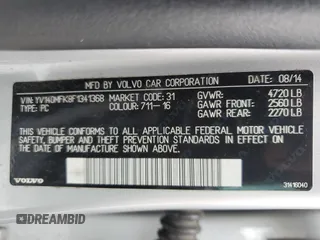 MFD BY VOLVO CAR CORPORATION DATE 08/14
VIN: YV140MFK8F1341368 MARKET CODE: 31 GVWR: 4720 LB
TYPE: PC COLOUR: 711-16 GAWR FRONT: 2560 LB
GAWR REAR: 2270 LB
THIS VEHICLE CONFORMS TO ALL APPLICABLE FEDERAL MOTOR VEHICLE
SAFETY, BUMPER AND THEFT PREVENTION STANDARDS IN EFFECT ON THE
DATE OF MANUFACTURE SHOWN ABOVE.
VOLVO
31416040
DREAMBID